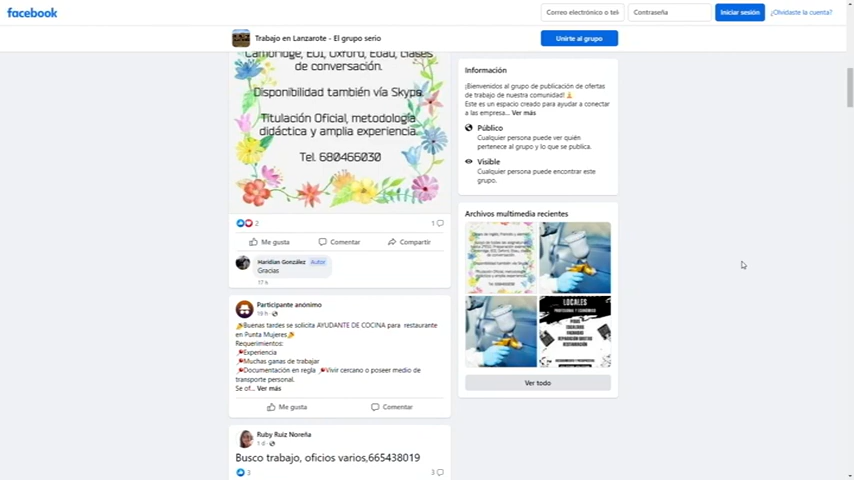 facebook
Correo electrónico o tel
Contraseña
Iniciar sesión
¿Olvidaste la cuenta?
Trabajo en Lanzarote - El grupo serio
Unirte al grupo
Cambridge, EOI, Oxford, Edad, clases
de conversación.
Disponibilidad también vía Skype.
Titulación Oficial, metodología
didáctica y amplia experiencia.
Tel. 680466030
2
1
Me gusta
Comentar
Compartir
Haridian González Autor
Gracias
17 h
Participante anónimo
18 h
Buenas tardes se solicita AYUDANTE DE COCINA para restaurante
en Punta Mujeres
Requerimientos:
Experiencia
Muchas ganas de trabajar
Documentación en regla Vivir cercano o poseer medio de
transporte personal.
Se of... Ver más
Me gusta
Comentar
Ruby Ruiz Noreña
1 d
Busco trabajo, oficios varios,665438019
3
3
Información
¡Bienvenidos al grupo de publicación de ofertas
de trabajo de nuestra comunidad!
Este es un espacio creado para ayudar a conectar
a las empresa... Ver más
Público
Cualquier persona puede ver quién
pertenece al grupo y lo que se publica.
Visible
Cualquier persona puede encontrar este
grupo.
Archivos multimedia recientes
LOCALES
Ver todo